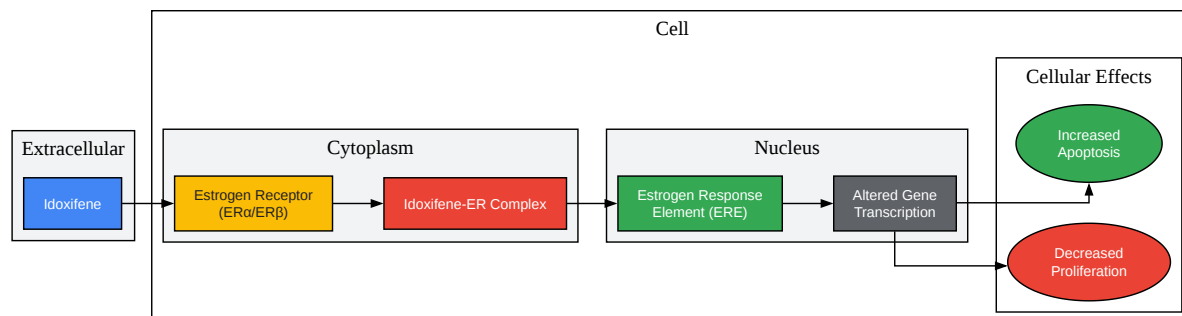 Cell
Cellular Effects
Extracellular
Cytoplasm
Nucleus
Idoxifene
Estrogen Receptor
(ERα/ERβ)
Idoxifene-ER Complex
Estrogen Response
Element (ERE)
Altered Gene
Transcription
Increased
Apoptosis
Decreased
Proliferation